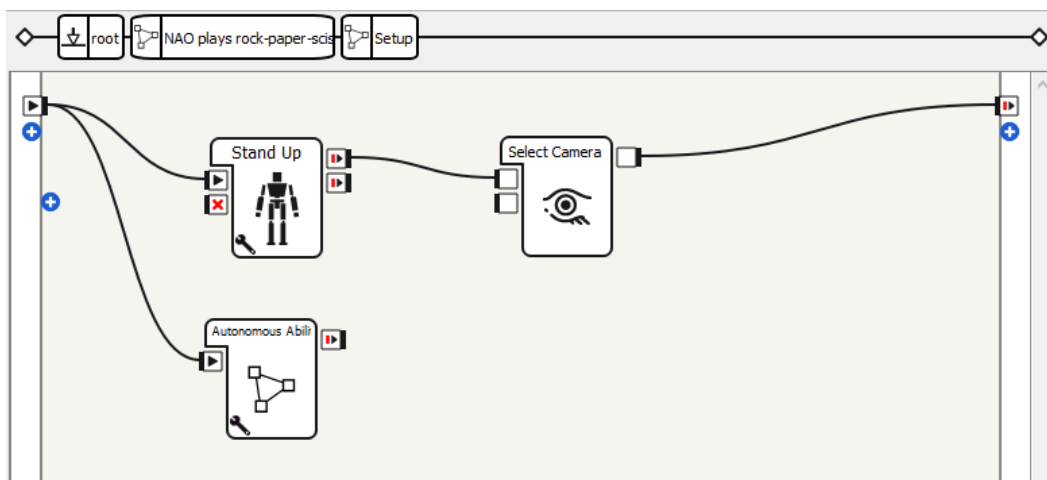 root
NAO plays rock-paper-scis
Setup
Stand Up
Select Camera
Autonomous Abili